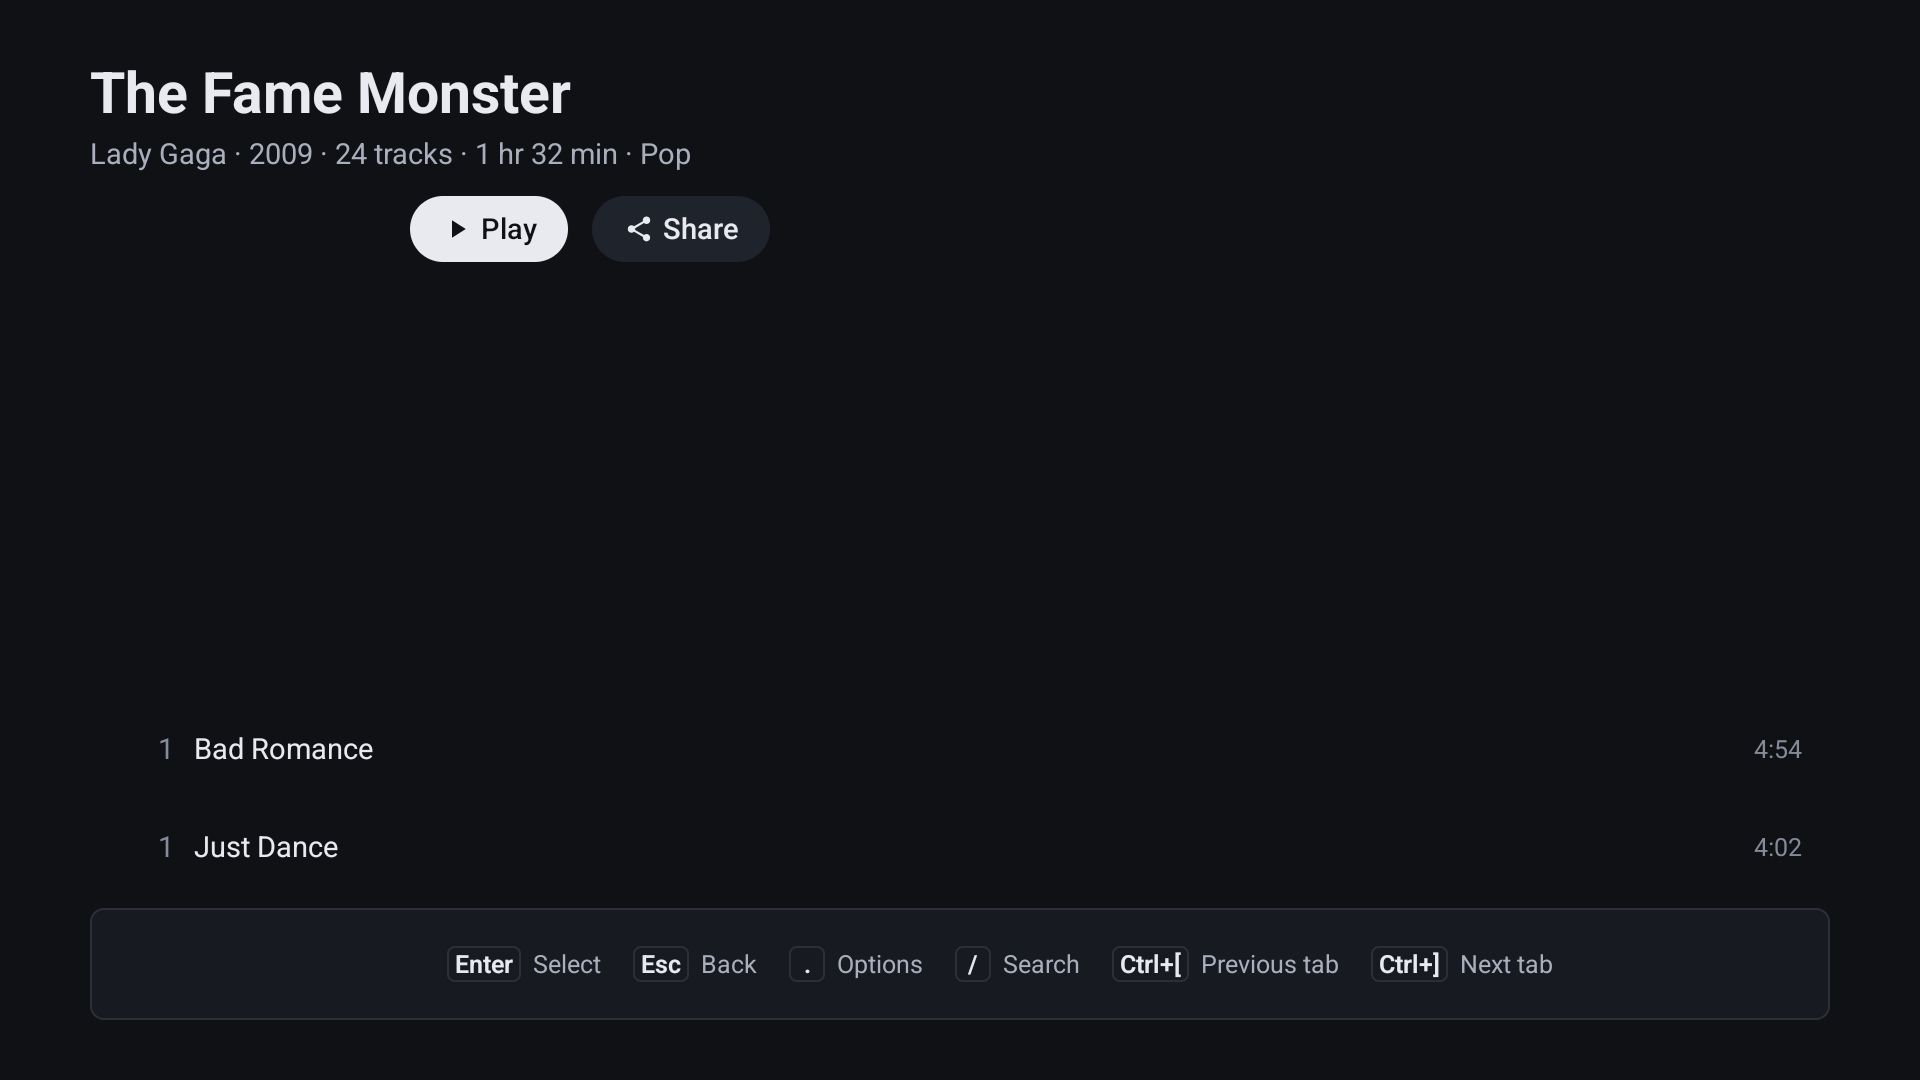 The Fame Monster
Lady Gaga · 2009 · 24 tracks · 1 hr 32 min · Pop
Play Share
1 Bad Romance 4:54
1 Just Dance 4:02
Enter Select Esc Back . Options / Search Ctrl+[ Previous tab Ctrl+] Next tab